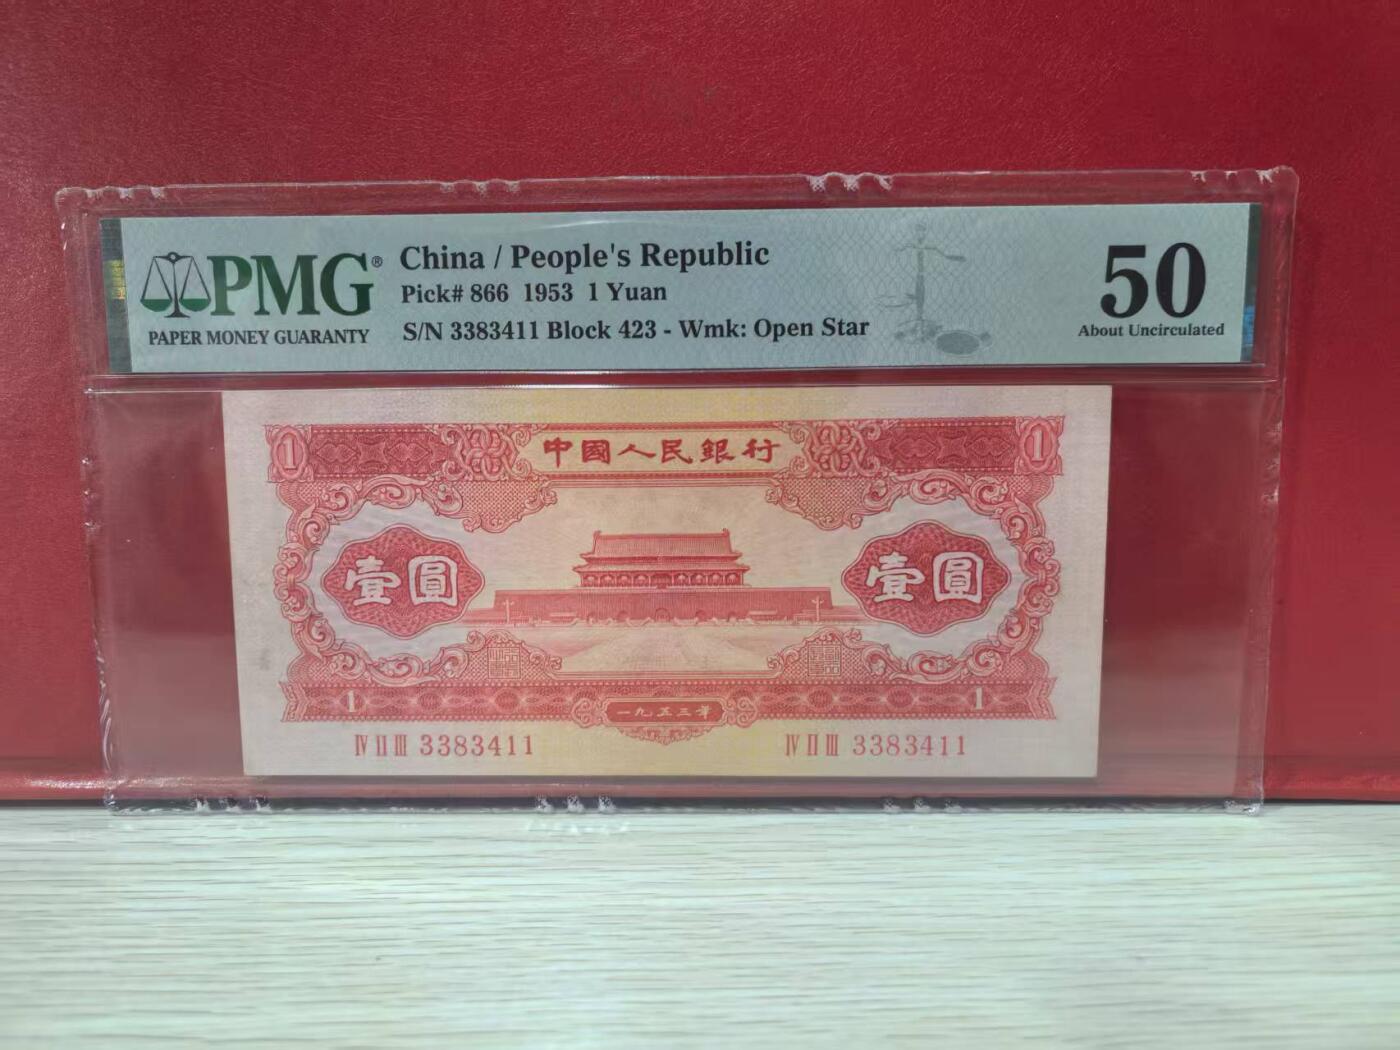 PMG®
PAPER MONEY GUARANTY
China / People's Republic
Pick# 866 1953 1 Yuan
S/N 3383411 Block 423 - Wmk: Open Star
50
About Uncirculated
1
中國人民銀行
1
壹圓
壹圓
1
一九五三年
1
Ⅳ Ⅱ Ⅲ 3383411
Ⅳ Ⅱ Ⅲ 3383411